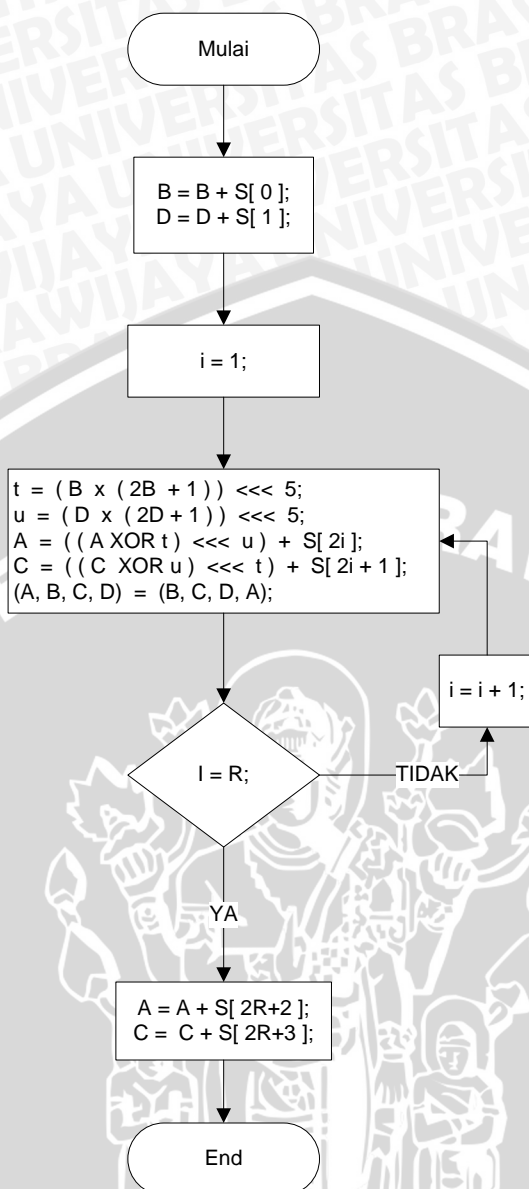 Mulai
B = B + S[ 0 ];
D = D + S[ 1 ];
i = 1;
t = ( B x ( 2B + 1 ) ) <<< 5;
u = ( D x ( 2D + 1 ) ) <<< 5;
A = ( ( A XOR t ) <<< u ) + S[ 2i ];
C = ( ( C XOR u ) <<< t ) + S[ 2i + 1 ];
(A, B, C, D) = (B, C, D, A);
i = i + 1;
I = R;
TIDAK
YA
A = A + S[ 2R+2 ];
C = C + S[ 2R+3 ];
End